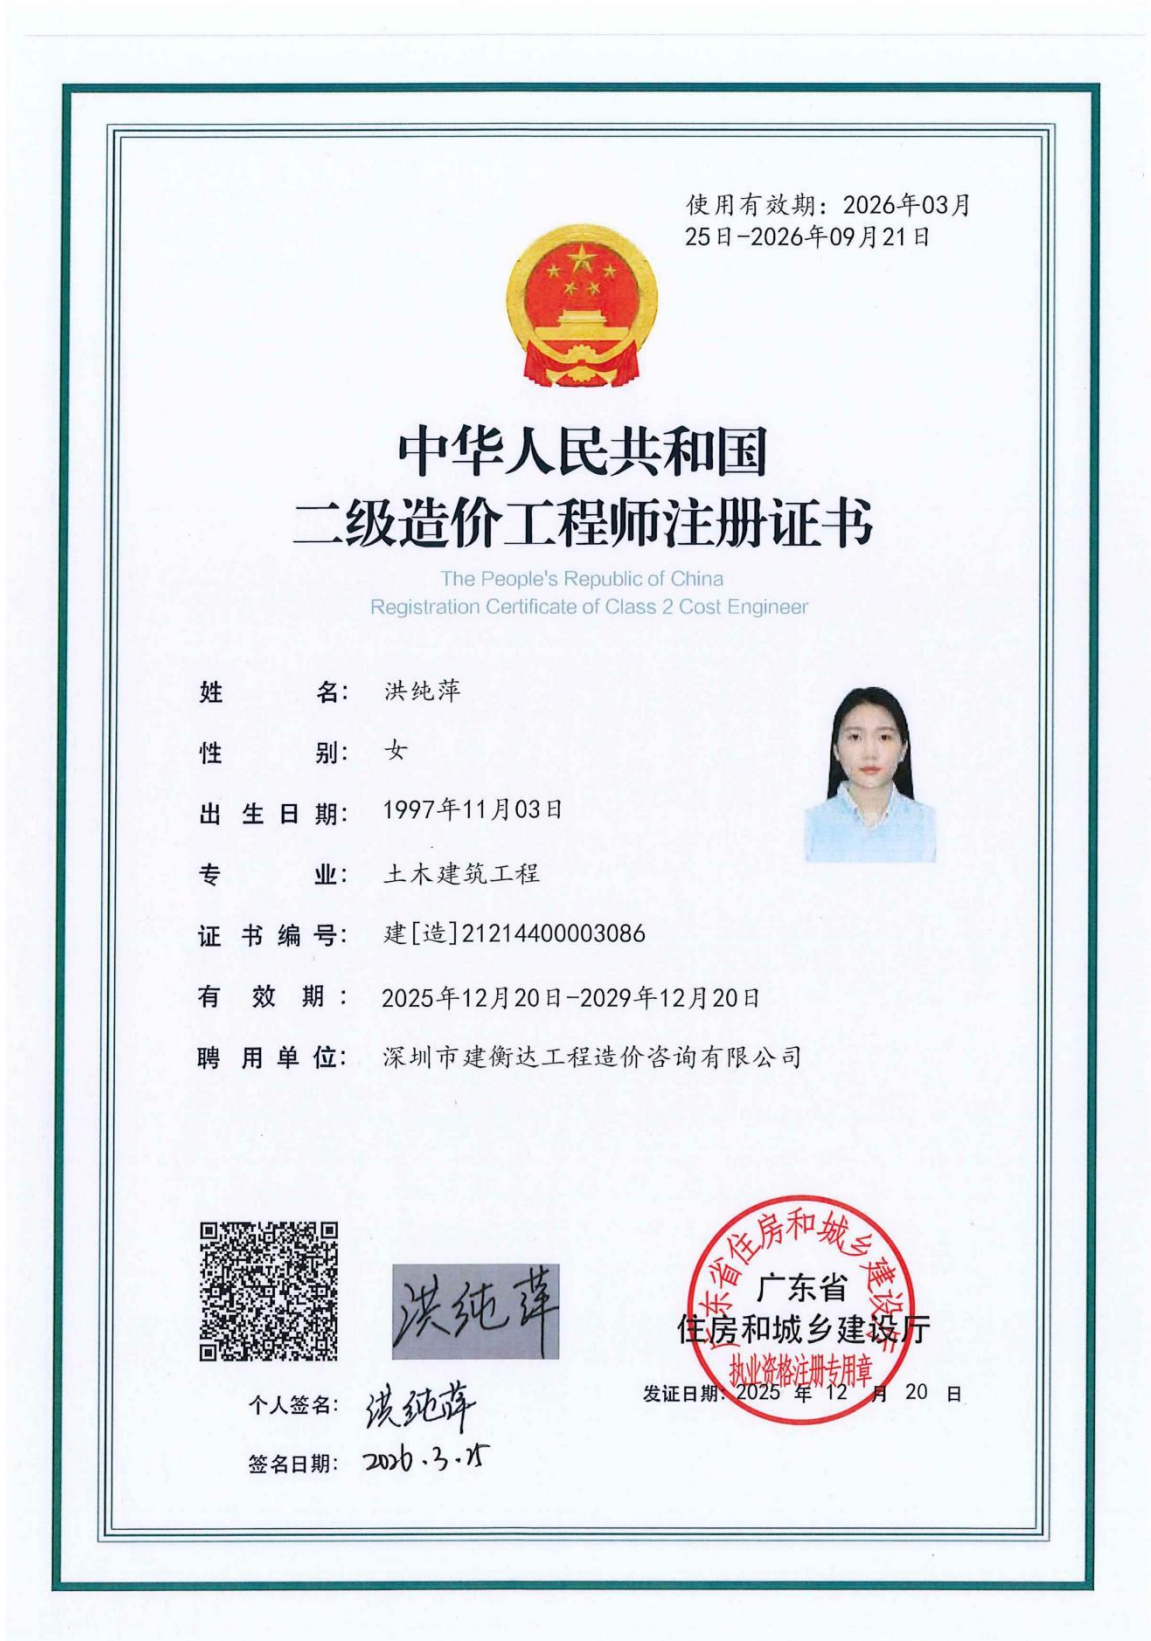 使用有效期：2026年03月
25日-2026年09月21日
中华人民共和国
二级造价工程师注册证书
The People's Republic of China
Registration Certificate of Class 2 Cost Engineer
姓名：洪纯萍
性别：女
出生日期：1997年11月03日
专业：土木建筑工程
证书编号：建[造]21214400003086
有效期：2025年12月20日-2029年12月20日
聘用单位：深圳市建衡达工程造价咨询有限公司
洪纯萍
个人签名：洪纯萍
签名日期：2026.3.25
广东省住房和城乡建设厅
广东省
住房和城乡建设厅
执业资格注册专用章
发证日期：2025 年 12 月 20 日